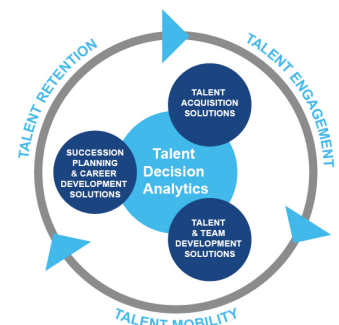 TALENT RETENTION
TALENT ENGAGEMENT
TALENT
ACQUISITION
SOLUTIONS
SUCCESSION
PLANNING
& CAREER
DEVELOPMENT
SOLUTIONS
Talent
Decision
Analytics
TALENT
& TEAM
DEVELOPMENT
SOLUTIONS
TALENT MOBILITY